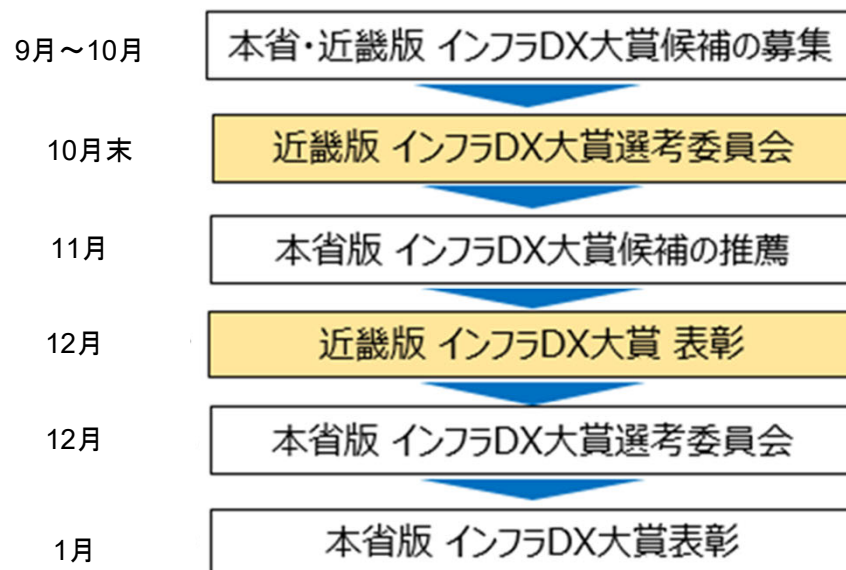 9月～10月
本省・近畿版 インフラDX大賞候補の募集
10月末
近畿版 インフラDX大賞選考委員会
11月
本省版 インフラDX大賞候補の推薦
12月
近畿版 インフラDX大賞 表彰
12月
本省版 インフラDX大賞選考委員会
1月
本省版 インフラDX大賞表彰